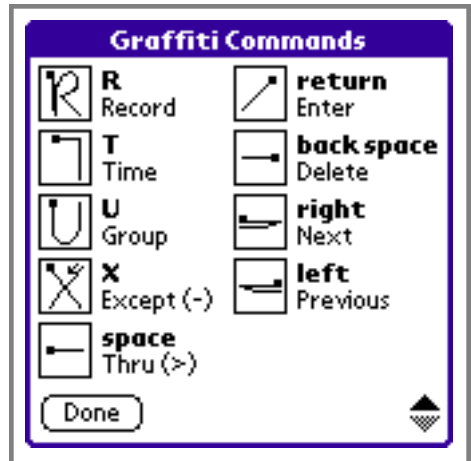 Graffiti Commands
R
Record
T
Time
U
Group
X
Except (-)
space
Thru (>)
return
Enter
back space
Delete
right
Next
left
Previous
Done